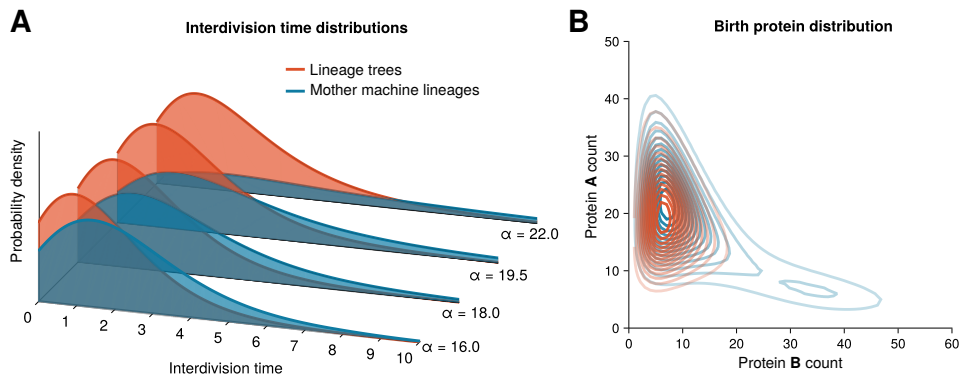 A
Interdivision time distributions
Lineage trees
Mother machine lineages
Probability density
α = 22.0
α = 19.5
α = 18.0
α = 16.0
0 1 2 3 4 5 6 7 8 9 10
Interdivision time
B
Birth protein distribution
50
40
30
20
10
0
Protein A count
0 10 20 30 40 50 60
Protein B count